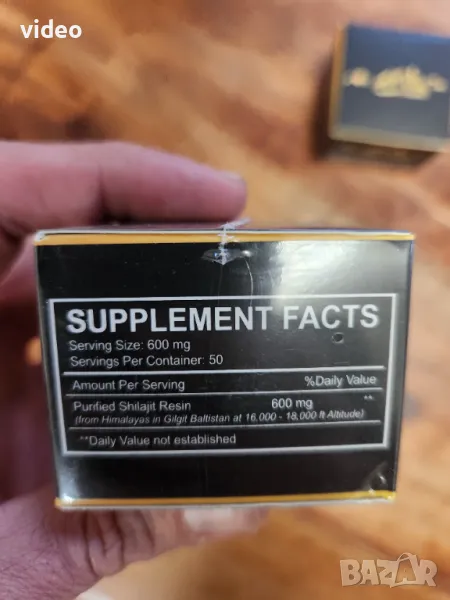 video
SUPPLEMENT FACTS
Serving Size: 600 mg
Servings Per Container: 50
Amount Per Serving %Daily Value
Purified Shilajit Resin 600 mg **
(from Himalayas in Gilgit Baltistan at 16,000 - 18,000 ft Altitude)
**Daily Value not established
BAZAR